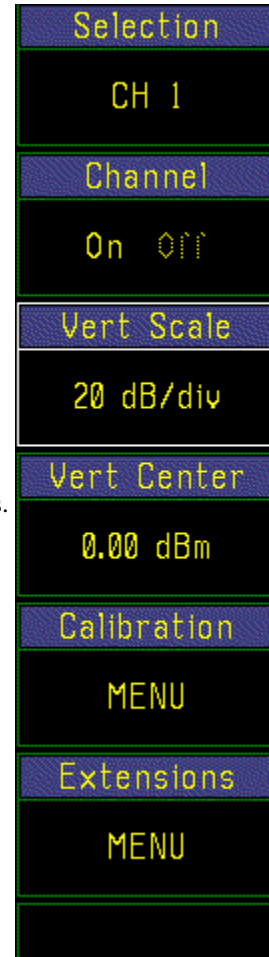 Selection
CH 1
Channel
On Off
Vert Scale
20 dB/div
Vert Center
0.00 dBm
Calibration
MENU
Extensions
MENU